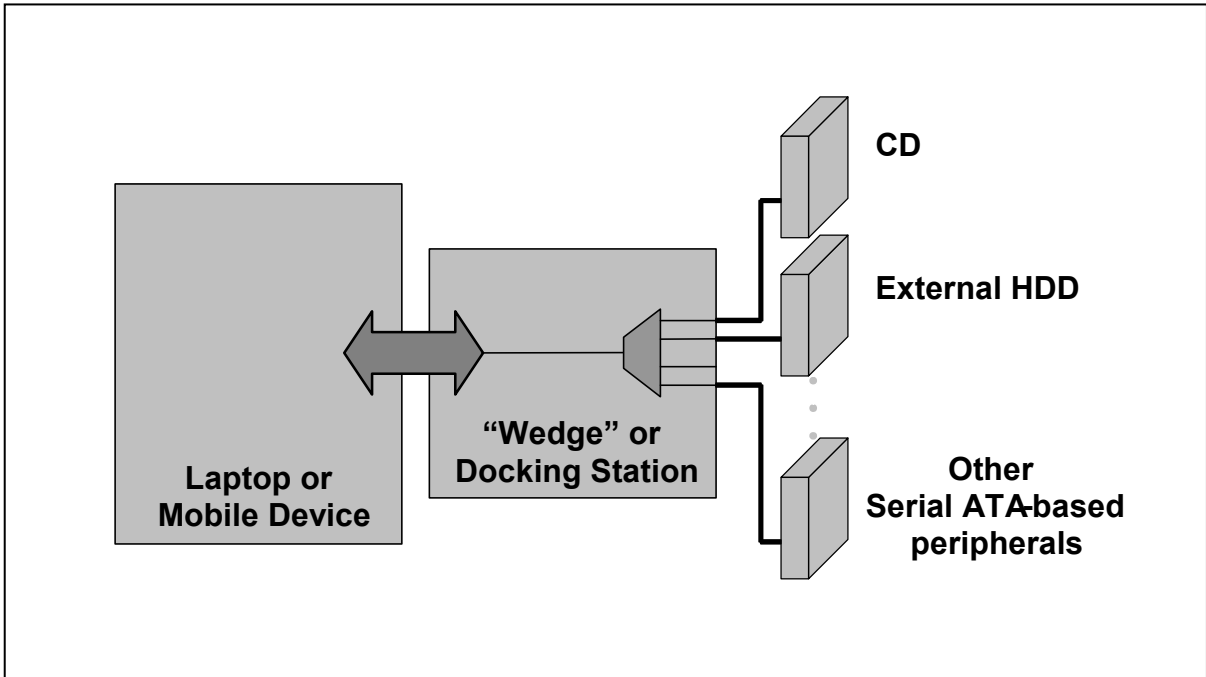 CD
External HDD
“Wedge” or
Docking Station
Laptop or
Mobile Device
Other
Serial ATA-based
peripherals